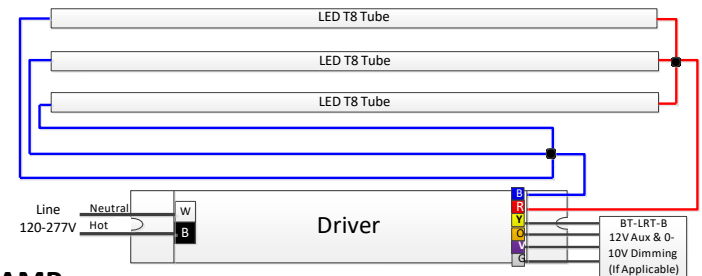 LED T8 Tube
LED T8 Tube
LED T8 Tube
Line
120-277V
Neutral
Hot
W
B
Driver
B
R
Y
O
V
G
BT-LRT-B
12V Aux & 0-
10V Dimming
(If Applicable)